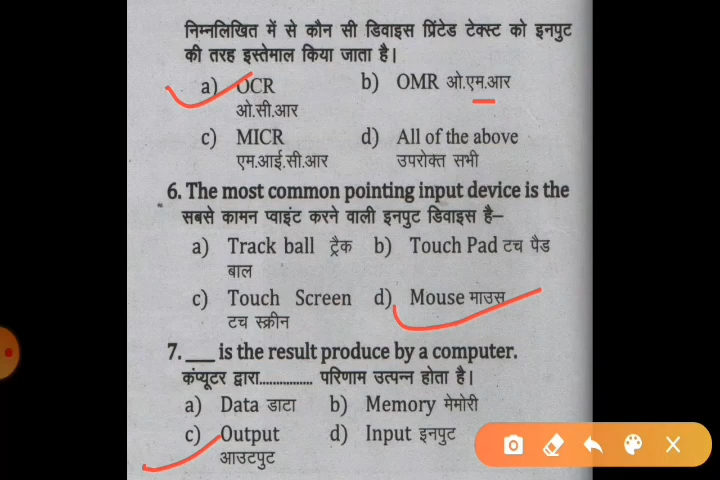 निम्नलिखित में से कौन सी डिवाइस प्रिंटेड टेक्स्ट को इनपुट
की तरह इस्तेमाल किया जाता है।
a) OCR b) OMR ओ.एम.आर
ओ.सी.आर
c) MICR d) All of the above
एम.आई.सी.आर उपरोक्त सभी
6. The most common pointing input device is the
सबसे कामन प्वाइंट करने वाली इनपुट डिवाइस है–
a) Track ball ट्रैक b) Touch Pad टच पैड
बाल
c) Touch Screen d) Mouse माउस
टच स्क्रीन
7. ___ is the result produce by a computer.
कंप्यूटर द्वारा................ परिणाम उत्पन्न होता है।
a) Data डाटा b) Memory मेमोरी
c) Output d) Input इनपुट
आउटपुट